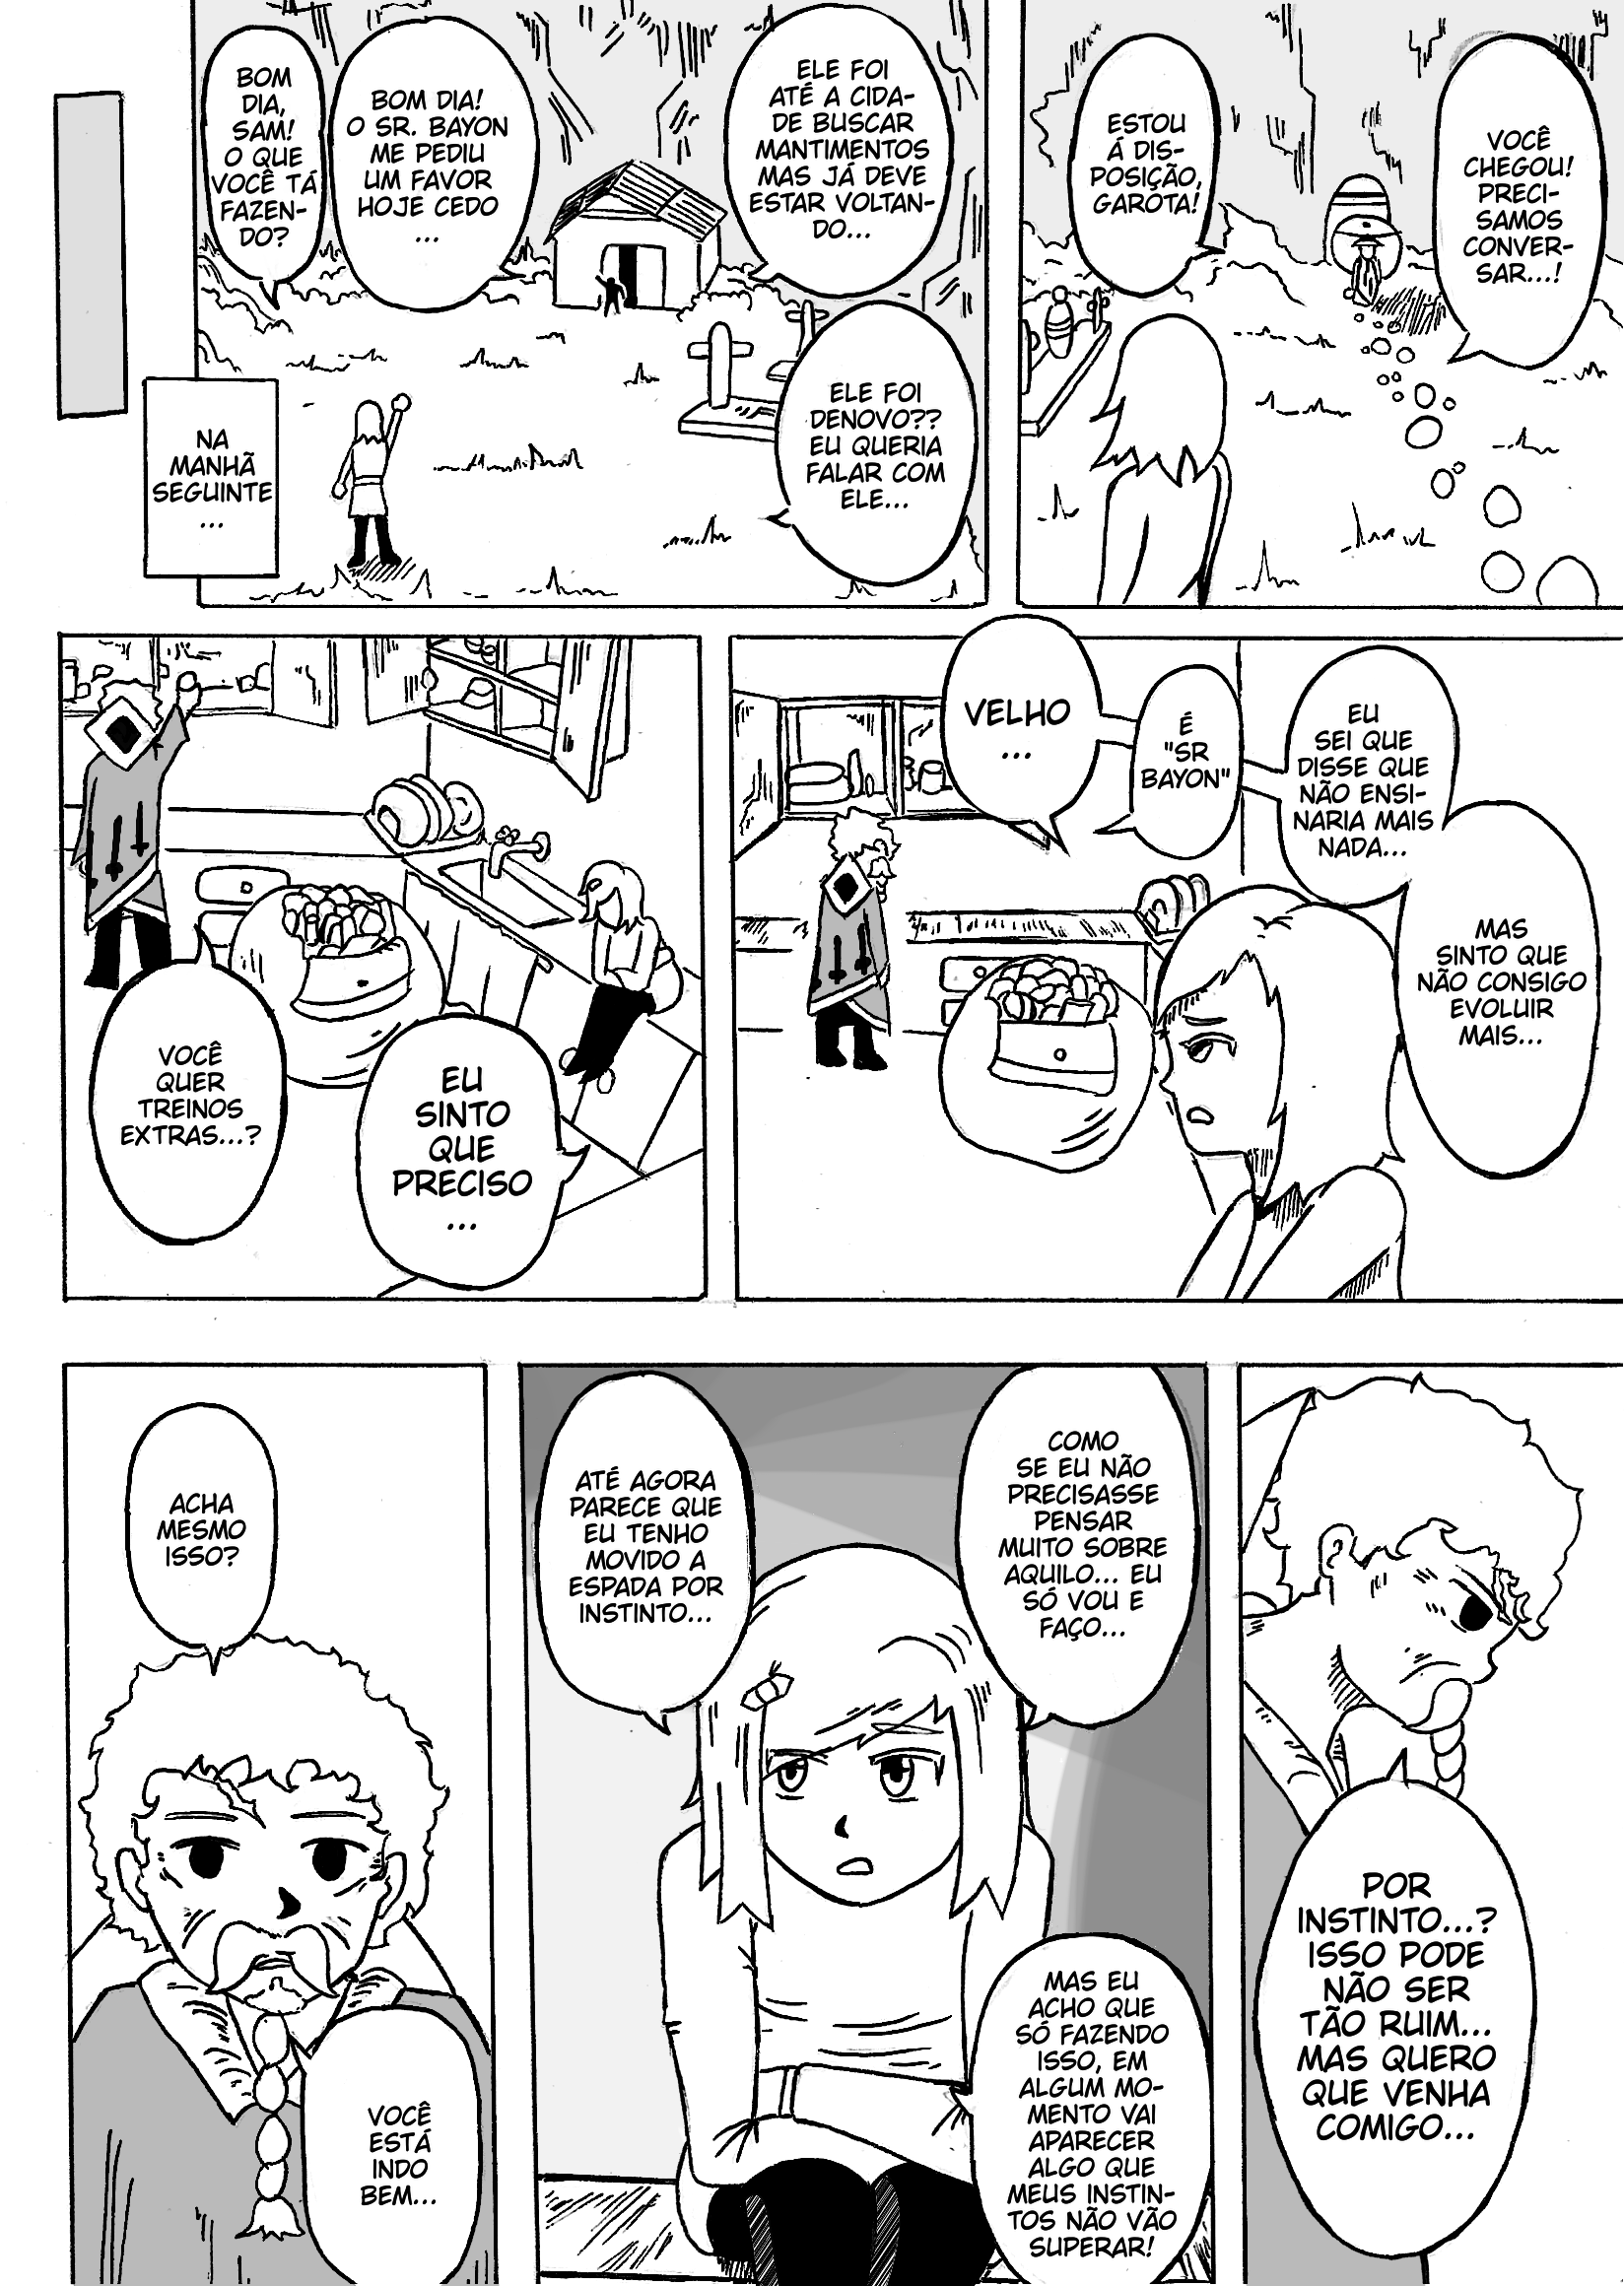 NA
MANHÃ
SEGUINTE
...
BOM
DIA,
SAM!
O QUE
VOCÊ TÁ
FAZEN-
DO?
BOM DIA!
O SR. BAYON
ME PEDIU
UM FAVOR
HOJE CEDO
...
ELE FOI
ATÉ A CIDA-
DE BUSCAR
MANTIMENTOS
MAS JÁ DEVE
ESTAR VOLTAN-
DO...
ELE FOI
DENOVO??
EU QUERIA
FALAR COM
ELE...
ESTOU
Á DIS-
POSIÇÃO,
GAROTA!
VOCÊ
CHEGOU!
PRECI-
SAMOS
CONVER-
SAR...!
VOCÊ
QUER
TREINOS
EXTRAS...?
EU
SINTO
QUE
PRECISO
...
VELHO
...
É
"SR
BAYON"
EU
SEI QUE
DISSE QUE
NÃO ENSI-
NARIA MAIS
NADA...
MAS
SINTO QUE
NÃO CONSIGO
EVOLUIR
MAIS...
ACHA
MESMO
ISSO?
VOCÊ
ESTÁ
INDO
BEM...
ATÉ AGORA
PARECE QUE
EU TENHO
MOVIDO A
ESPADA POR
INSTINTO...
COMO
SE EU NÃO
PRECISASSE
PENSAR
MUITO SOBRE
AQUILO... EU
SÓ VOU E
FAÇO...
MAS EU
ACHO QUE
SÓ FAZENDO
ISSO, EM
ALGUM MO-
MENTO VAI
APARECER
ALGO QUE
MEUS INSTIN-
TOS NÃO VÃO
SUPERAR!
POR
INSTINTO...?
ISSO PODE
NÃO SER
TÃO RUIM...
MAS QUERO
QUE VENHA
COMIGO...